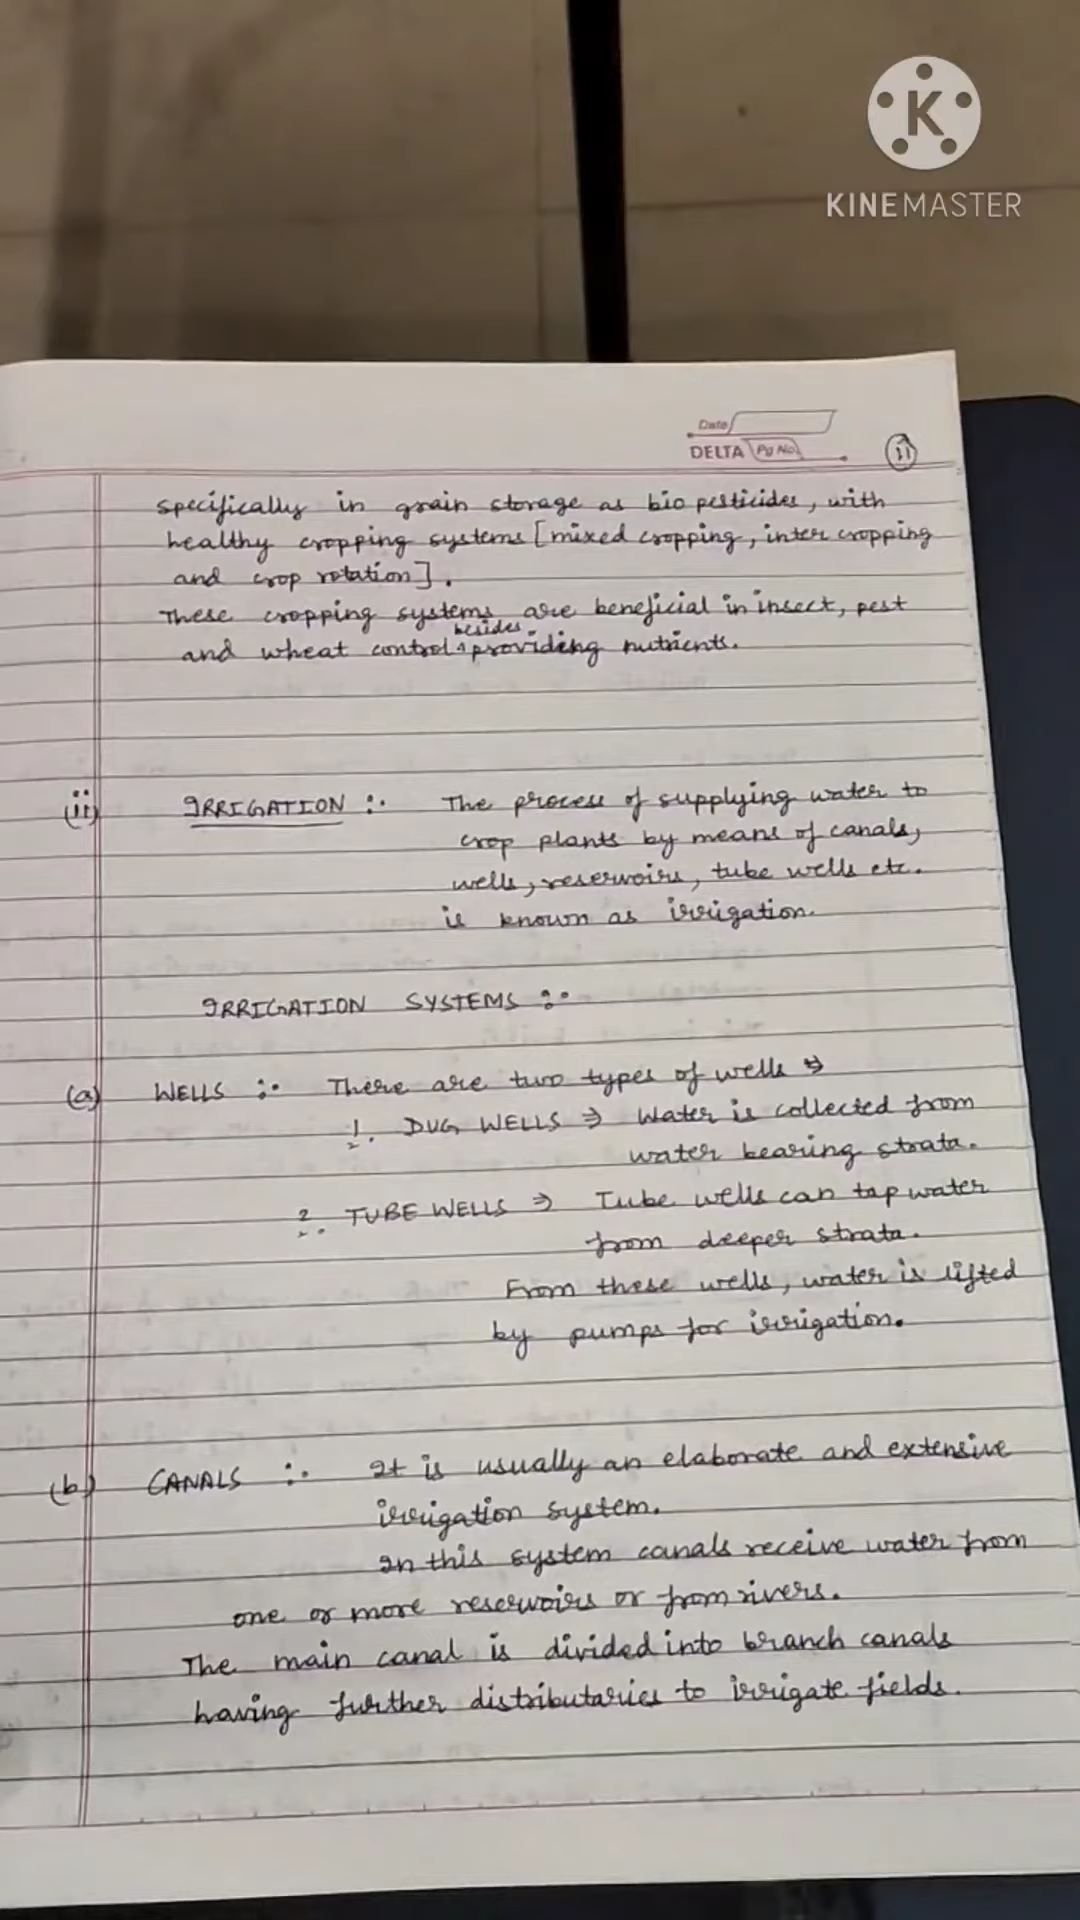 K
KINEMASTER
Date
DELTA Pg No. 11
specifically in grain storage as bio pesticides, with
healthy cropping systems [mixed cropping, inter cropping
and crop rotation].
These cropping systems are beneficial in insect, pest
besides
and wheat control ^ providing nutrients.
(ii) IRRIGATION :. The process of supplying water to
crop plants by means of canals,
wells, reservoirs, tube wells etc.
is known as irrigation.
IRRIGATION SYSTEMS :.
(a) WELLS :. There are two types of wells ⇒
1. DUG WELLS ⇒ Water is collected from
water bearing strata.
2. TUBE WELLS ⇒ Tube wells can tap water
from deeper strata.
From these wells, water is lifted
by pumps for irrigation.
(b) CANALS :. It is usually an elaborate and extensive
irrigation system.
In this system canals receive water from
one or more reservoirs or from rivers.
The main canal is divided into branch canals
having further distributaries to irrigate fields.